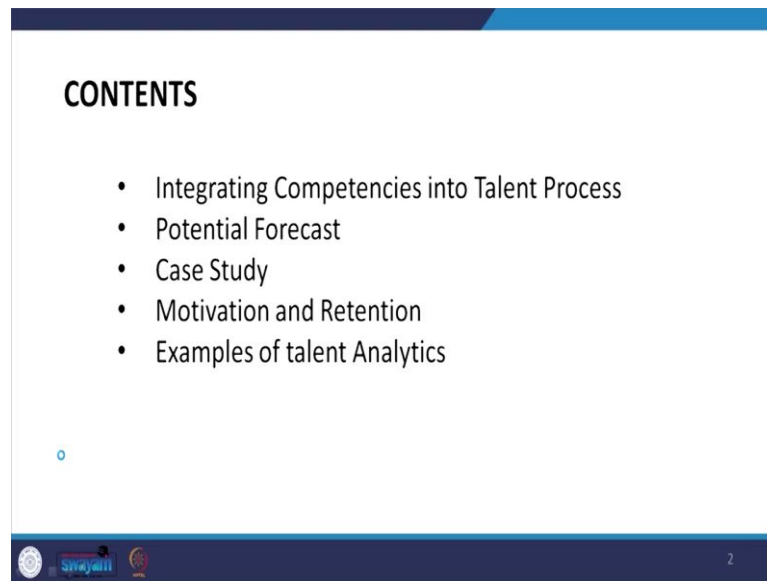 CONTENTS
• Integrating Competencies into Talent Process
• Potential Forecast
• Case Study
• Motivation and Retention
• Examples of talent Analytics
swayam
2